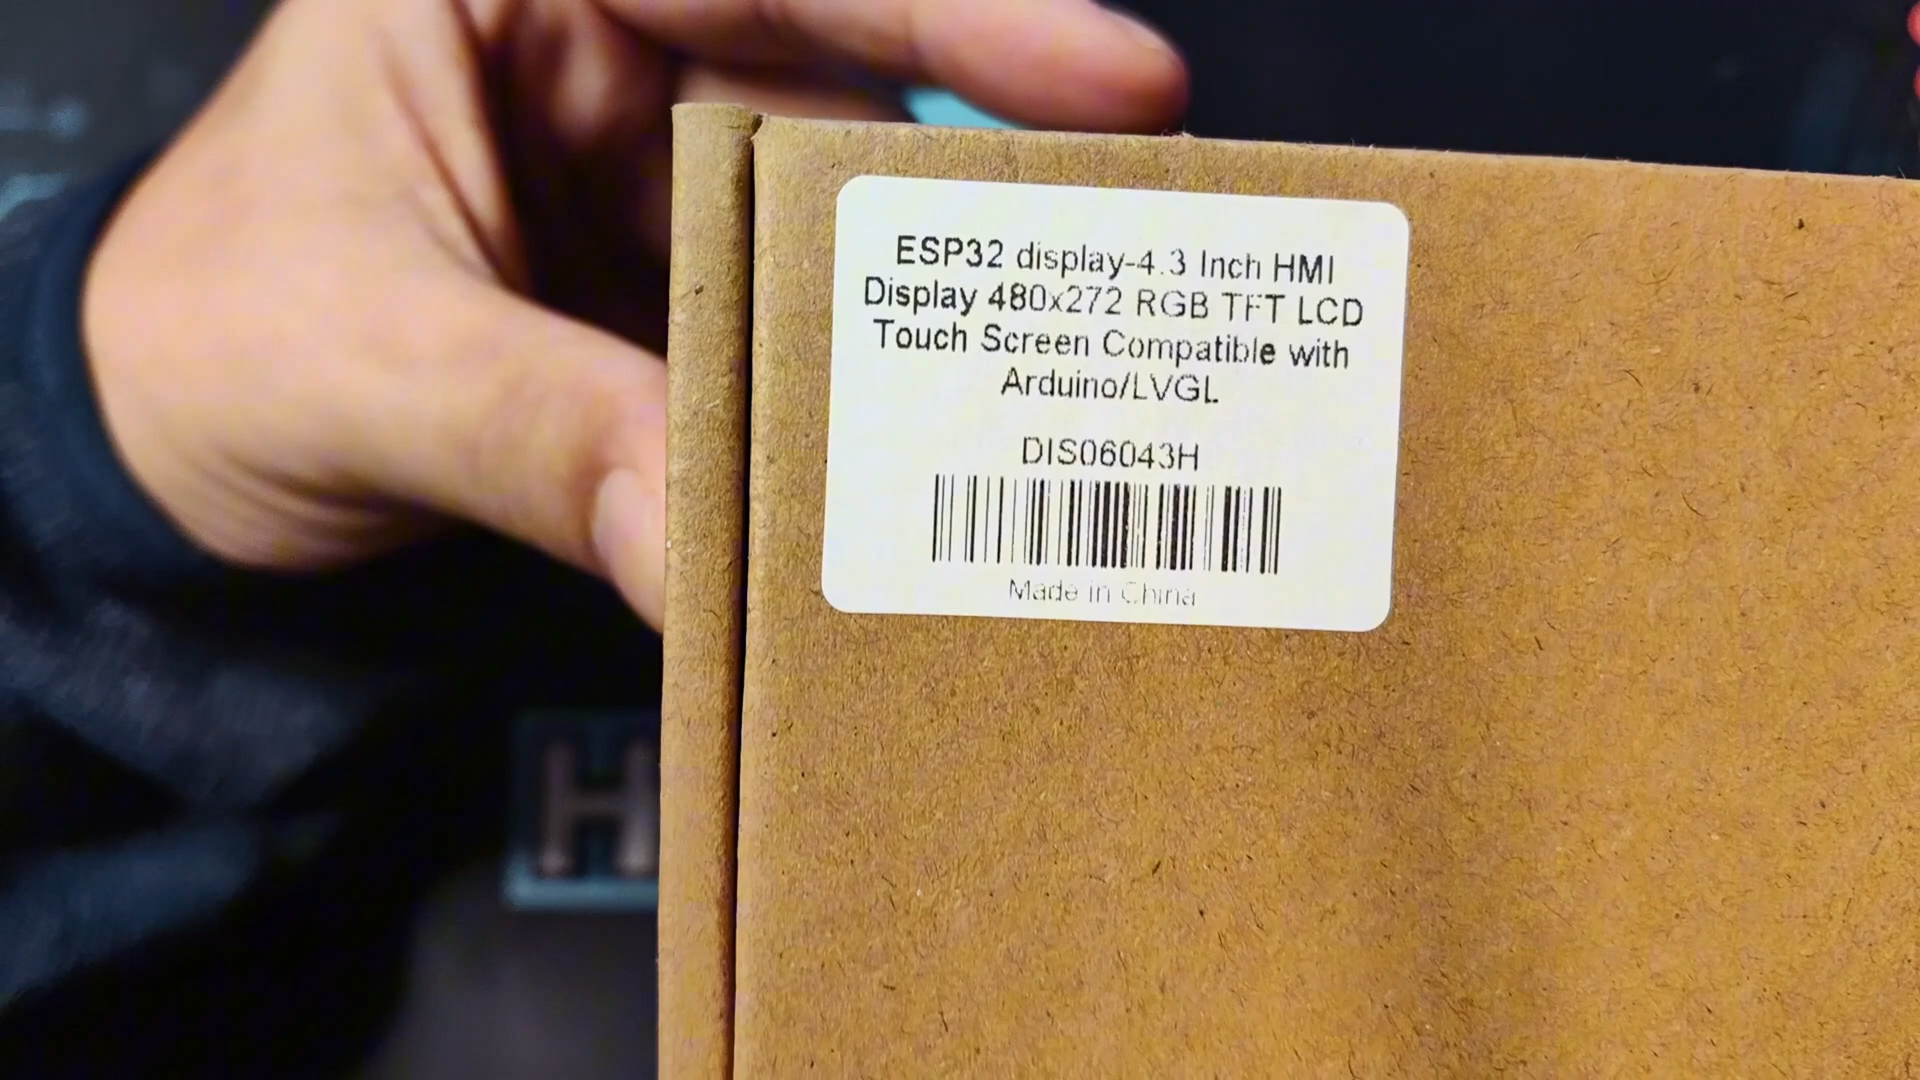 ESP32 display-4.3 Inch HMI
Display 480x272 RGB TFT LCD
Touch Screen Compatible with
Arduino/LVGL
DIS06043H
Made in China
H